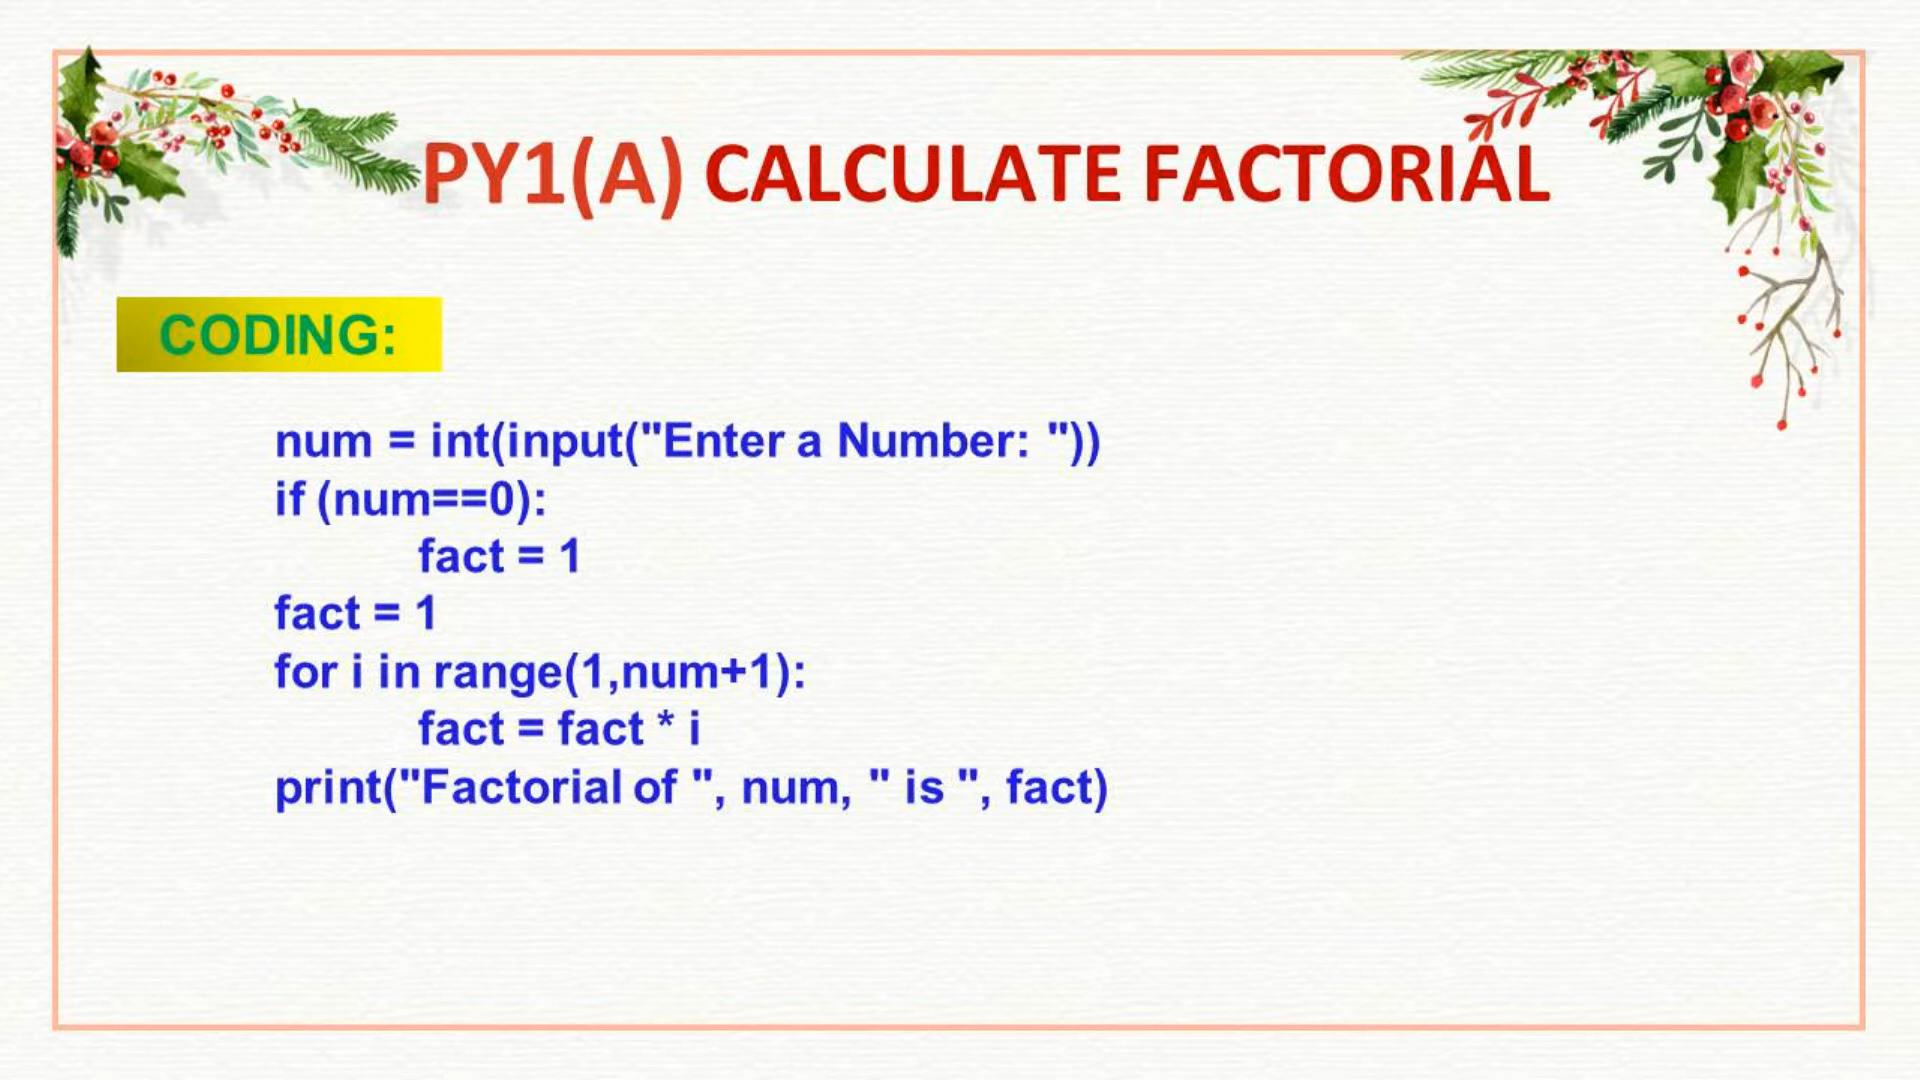 PY1(A) CALCULATE FACTORIAL
CODING:
num = int(input("Enter a Number: "))
if (num==0):
fact = 1
fact = 1
for i in range(1,num+1):
fact = fact * i
print("Factorial of ", num, " is ", fact)